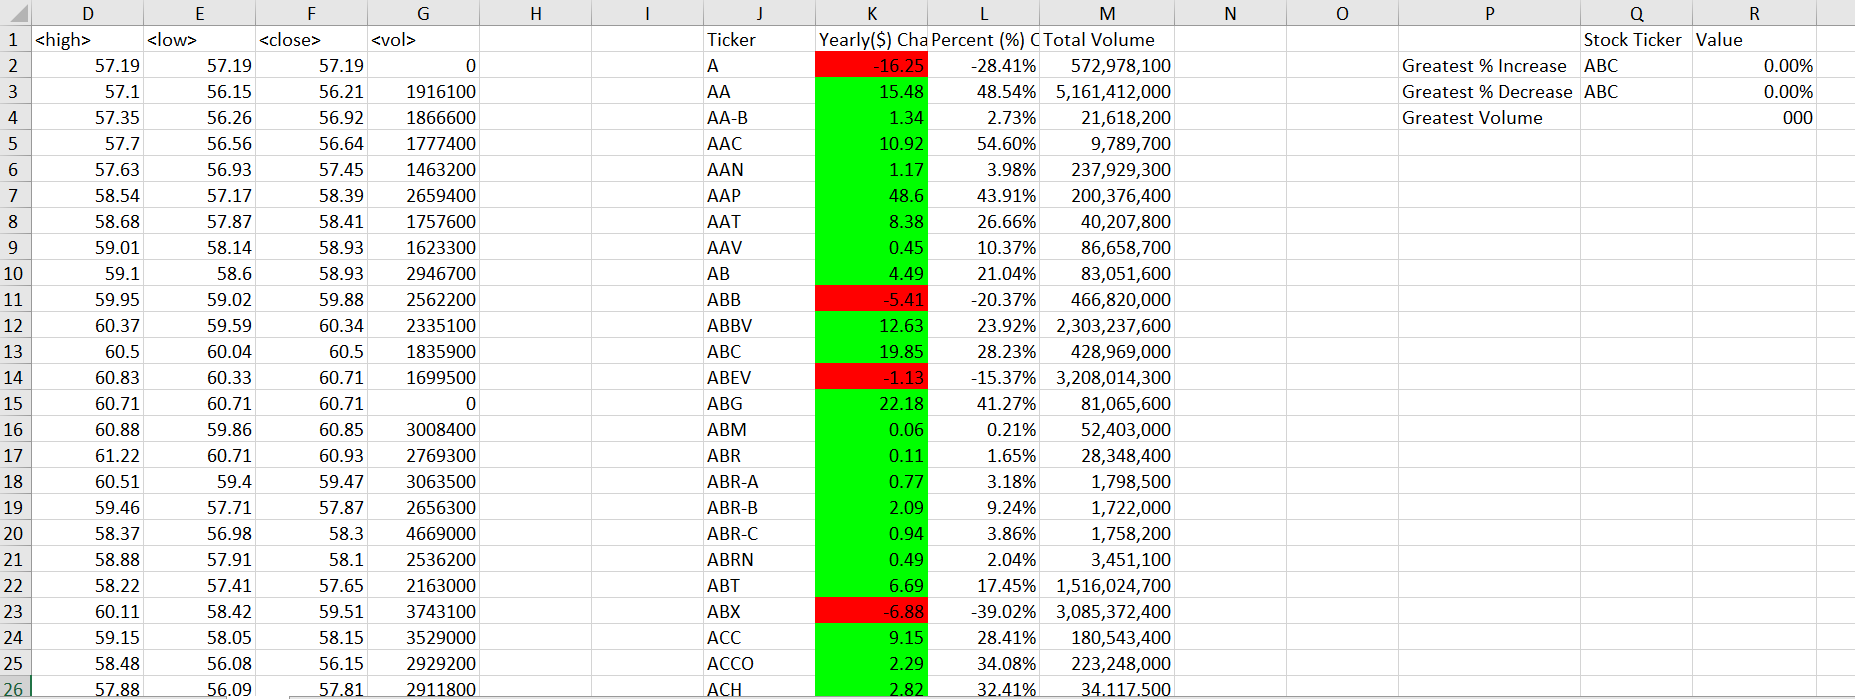 D E F G H I J K L M N O P Q R
1 <high> <low> <close> <vol> Ticker Yearly($) Cha Percent (%) C Total Volume Stock Ticker Value
2 57.19 57.19 57.19 0 A -16.25 -28.41% 572,978,100 Greatest % Increase ABC 0.00%
3 57.1 56.15 56.21 1916100 AA 15.48 48.54% 5,161,412,000 Greatest % Decrease ABC 0.00%
4 57.35 56.26 56.92 1866600 AA-B 1.34 2.73% 21,618,200 Greatest Volume 000
5 57.7 56.56 56.64 1777400 AAC 10.92 54.60% 9,789,700
6 57.63 56.93 57.45 1463200 AAN 1.17 3.98% 237,929,300
7 58.54 57.17 58.39 2659400 AAP 48.6 43.91% 200,376,400
8 58.68 57.87 58.41 1757600 AAT 8.38 26.66% 40,207,800
9 59.01 58.14 58.93 1623300 AAV 0.45 10.37% 86,658,700
10 59.1 58.6 58.93 2946700 AB 4.49 21.04% 83,051,600
11 59.95 59.02 59.88 2562200 ABB -5.41 -20.37% 466,820,000
12 60.37 59.59 60.34 2335100 ABBV 12.63 23.92% 2,303,237,600
13 60.5 60.04 60.5 1835900 ABC 19.85 28.23% 428,969,000
14 60.83 60.33 60.71 1699500 ABEV -1.13 -15.37% 3,208,014,300
15 60.71 60.71 60.71 0 ABG 22.18 41.27% 81,065,600
16 60.88 59.86 60.85 3008400 ABM 0.06 0.21% 52,403,000
17 61.22 60.71 60.93 2769300 ABR 0.11 1.65% 28,348,400
18 60.51 59.4 59.47 3063500 ABR-A 0.77 3.18% 1,798,500
19 59.46 57.71 57.87 2656300 ABR-B 2.09 9.24% 1,722,000
20 58.37 56.98 58.3 4669000 ABR-C 0.94 3.86% 1,758,200
21 58.88 57.91 58.1 2536200 ABRN 0.49 2.04% 3,451,100
22 58.22 57.41 57.65 2163000 ABT 6.69 17.45% 1,516,024,700
23 60.11 58.42 59.51 3743100 ABX -6.88 -39.02% 3,085,372,400
24 59.15 58.05 58.15 3529000 ACC 9.15 28.41% 180,543,400
25 58.48 56.08 56.15 2929200 ACCO 2.29 34.08% 223,248,000
26 57.88 56.09 57.81 2911800 ACH 2.82 32.41% 34,117,500